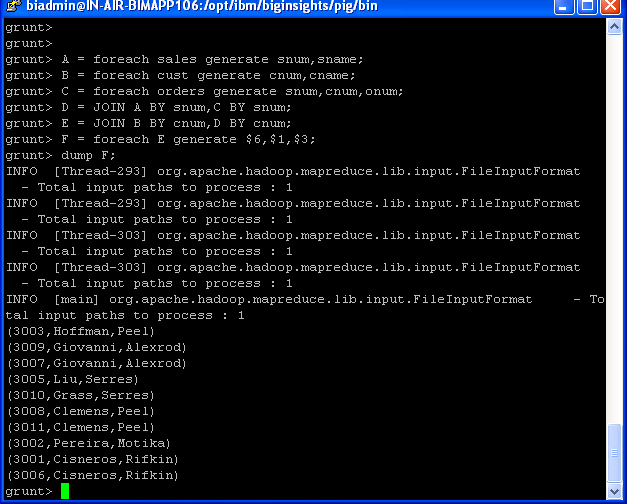 biadmin@IN-AIR-BIMAPP106:/opt/ibm/biginsights/pig/bin
grunt>
grunt>
grunt> A = foreach sales generate snum,sname;
grunt> B = foreach cust generate cnum,cname;
grunt> C = foreach orders generate snum,cnum,onum;
grunt> D = JOIN A BY snum,C BY snum;
grunt> E = JOIN B BY cnum,D BY cnum;
grunt> F = foreach E generate $6,$1,$3;
grunt> dump F;
INFO  [Thread-293] org.apache.hadoop.mapreduce.lib.input.FileInputFormat
  - Total input paths to process : 1
INFO  [Thread-293] org.apache.hadoop.mapreduce.lib.input.FileInputFormat
  - Total input paths to process : 1
INFO  [Thread-303] org.apache.hadoop.mapreduce.lib.input.FileInputFormat
  - Total input paths to process : 1
INFO  [Thread-303] org.apache.hadoop.mapreduce.lib.input.FileInputFormat
  - Total input paths to process : 1
INFO  [main] org.apache.hadoop.mapreduce.lib.input.FileInputFormat     - To
tal input paths to process : 1
(3003,Hoffman,Peel)
(3009,Giovanni,Alexrod)
(3007,Giovanni,Alexrod)
(3005,Liu,Serres)
(3010,Grass,Serres)
(3008,Clemens,Peel)
(3011,Clemens,Peel)
(3002,Pereira,Motika)
(3001,Cisneros,Rifkin)
(3006,Cisneros,Rifkin)
grunt>